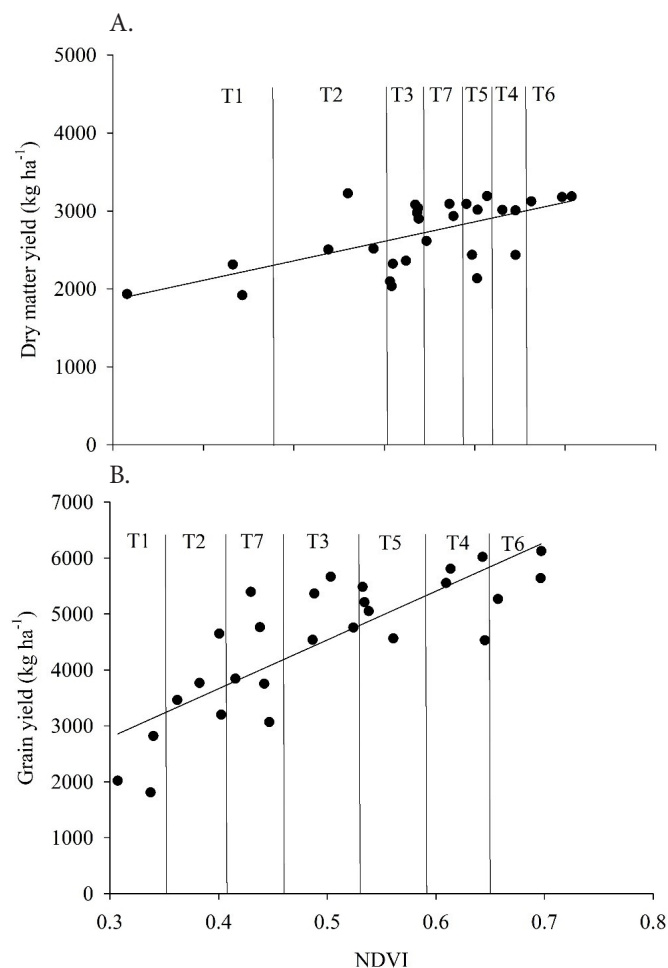 A.
5000
T1 T2 T3 T7 T5 T4 T6
4000
3000
2000
1000
0
Dry matter yield (kg ha-1)
B.
7000
T1 T2 T7 T3 T5 T4 T6
6000
5000
4000
3000
2000
1000
0
Grain yield (kg ha-1)
0.3 0.4 0.5 0.6 0.7 0.8
NDVI